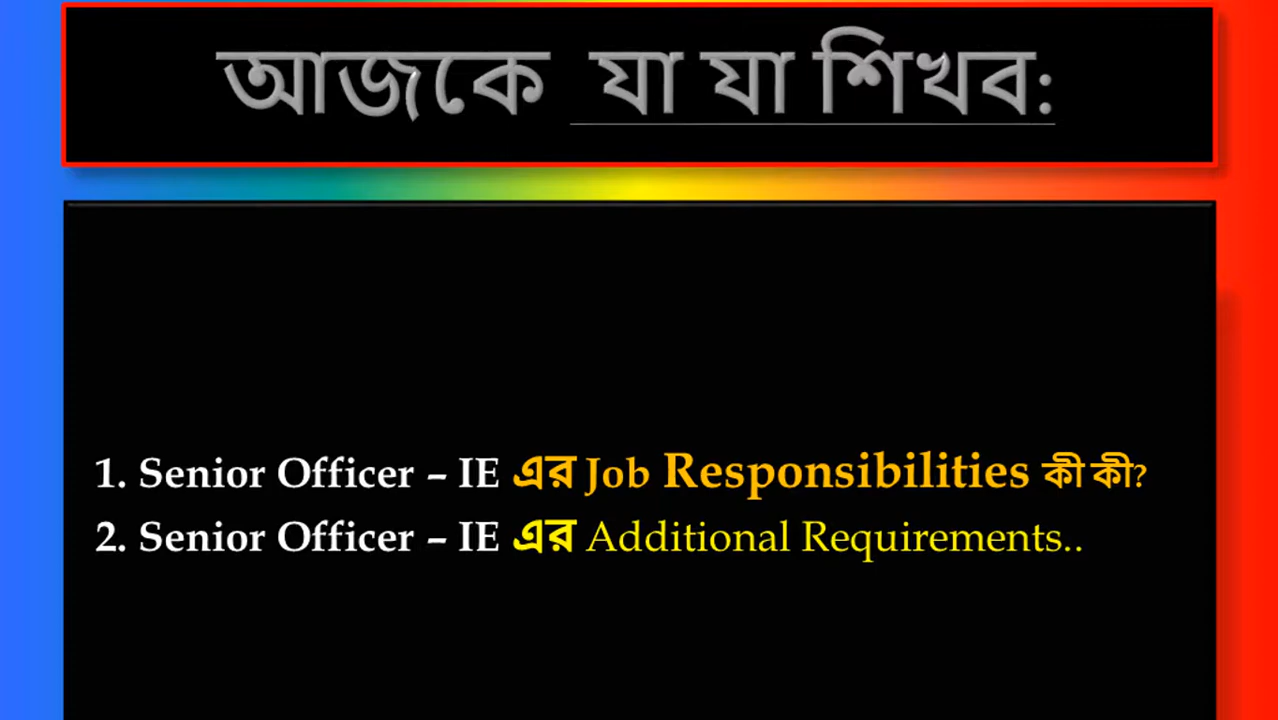 আজকে যা যা শিখব:
1. Senior Officer – IE এর Job Responsibilities কী কী?
2. Senior Officer – IE এর Additional Requirements..